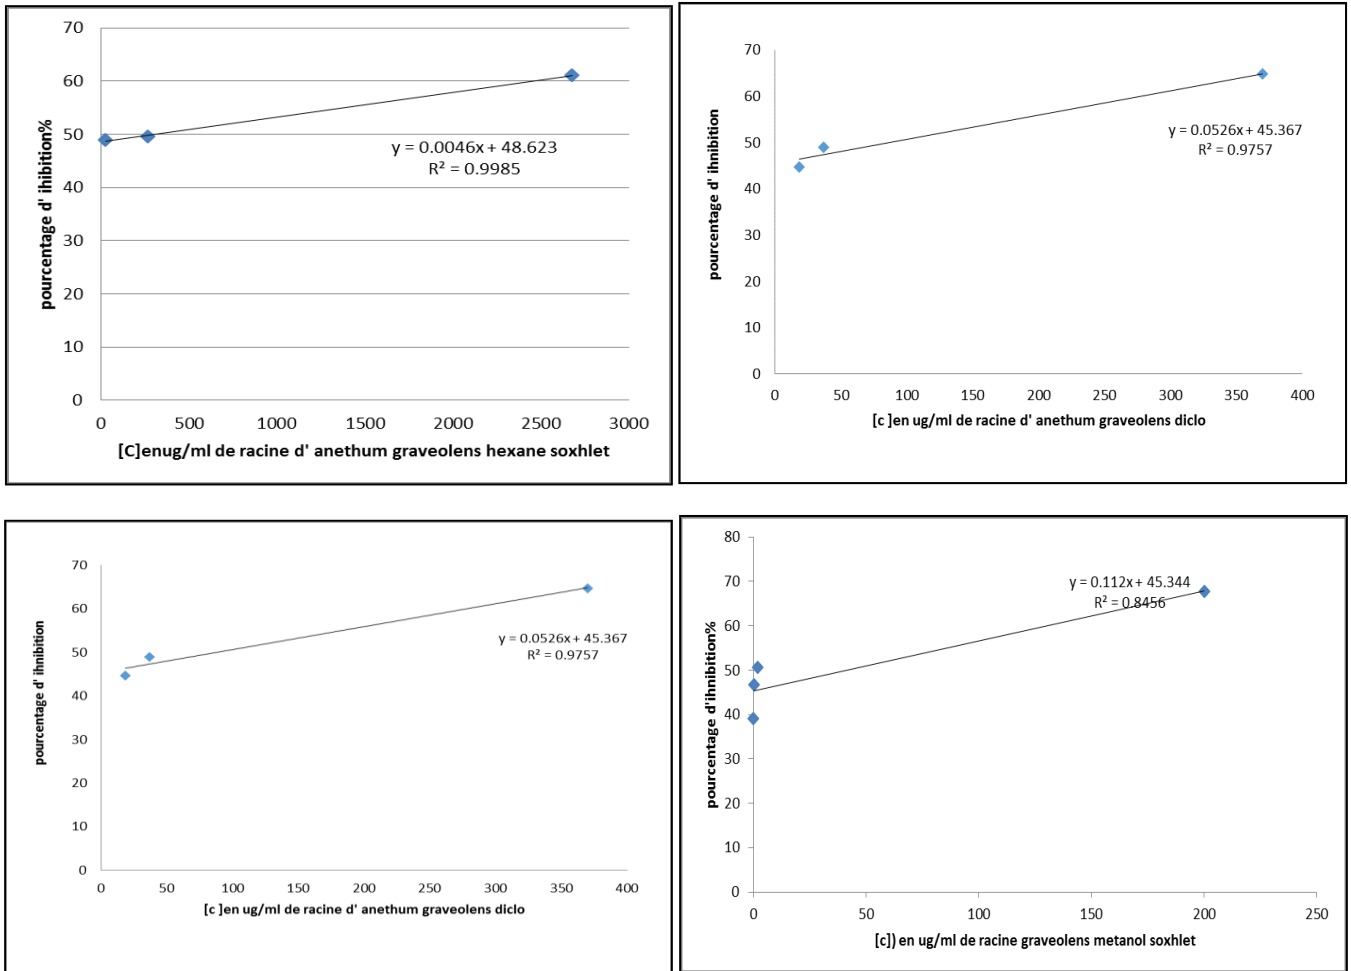 70
60
50
40
30
20
10
0
pourcentage d' ihibition%
y = 0.0046x + 48.623
R² = 0.9985
0 500 1000 1500 2000 2500 3000
[C]enug/ml de racine d' anethum graveolens hexane soxhlet
70
60
50
40
30
20
10
0
pourcentage d' ihnibition
y = 0.0526x + 45.367
R² = 0.9757
0 50 100 150 200 250 300 350 400
[c ]en ug/ml de racine d' anethum graveolens diclo
70
60
50
40
30
20
10
0
pourcentage d' ihnibition
y = 0.0526x + 45.367
R² = 0.9757
0 50 100 150 200 250 300 350 400
[c ]en ug/ml de racine d' anethum graveolens diclo
80
70
60
50
40
30
20
10
0
pourcentage d'ihnibition%
y = 0.112x + 45.344
R² = 0.8456
0 50 100 150 200 250
[c]) en ug/ml de racine graveolens metanol soxhlet